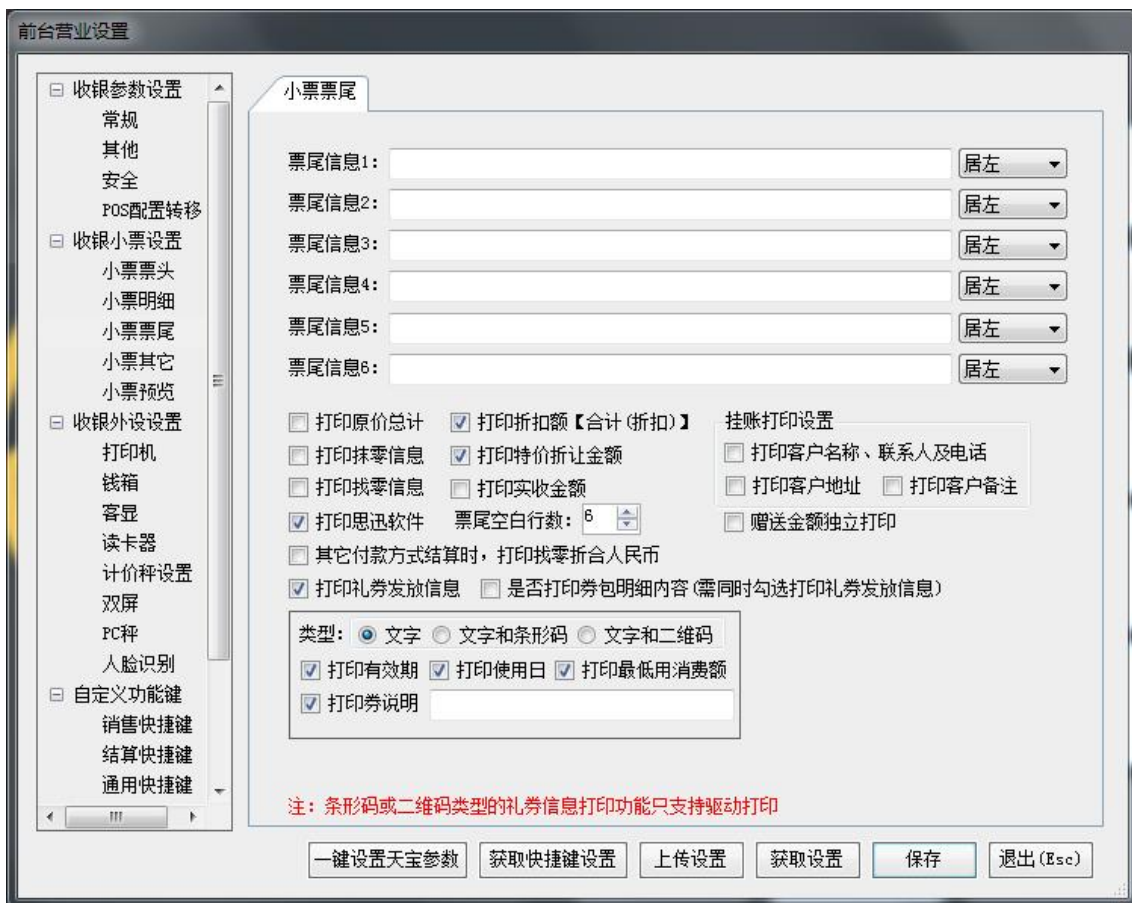 前台营业设置
收银参数设置
常规
其他
安全
POS配置转移
收银小票设置
小票票头
小票明细
小票票尾
小票其它
小票预览
收银外设设置
打印机
钱箱
客显
读卡器
计价秤设置
双屏
PC秤
人脸识别
自定义功能键
销售快捷键
结算快捷键
通用快捷键
小票票尾
票尾信息1: 居左
票尾信息2: 居左
票尾信息3: 居左
票尾信息4: 居左
票尾信息5: 居左
票尾信息6: 居左
打印原价总计 打印折扣额【合计(折扣)】 挂账打印设置
打印抹零信息 打印特价折让金额 打印客户名称、联系人及电话
打印找零信息 打印实收金额 打印客户地址 打印客户备注
打印思迅软件 票尾空白行数: 6 赠送金额独立打印
其它付款方式结算时，打印找零折合人民币
打印礼券发放信息 是否打印券包明细内容(需同时勾选打印礼券发放信息)
类型: 文字 文字和条形码 文字和二维码
打印有效期 打印使用日 打印最低用消费额
打印券说明
注：条形码或二维码类型的礼券信息打印功能只支持驱动打印
一键设置天宝参数 获取快捷键设置 上传设置 获取设置 保存 退出(Esc)